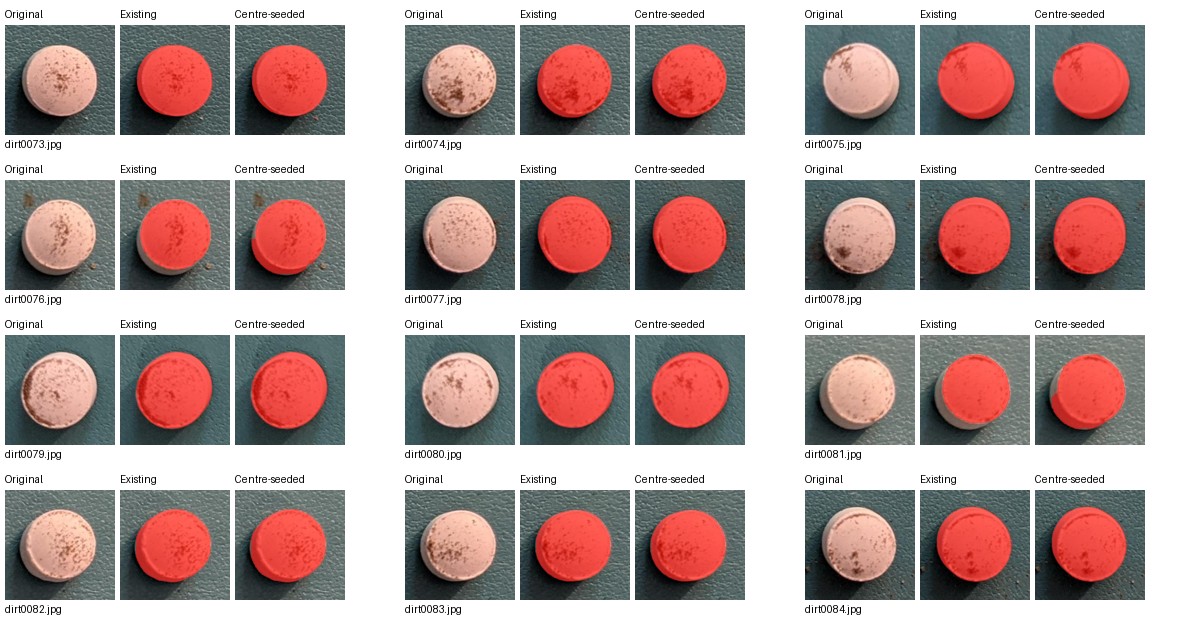 Original Existing Centre-seeded Original Existing Centre-seeded Original Existing Centre-seeded
dirt0073.jpg dirt0074.jpg dirt0075.jpg
Original Existing Centre-seeded Original Existing Centre-seeded Original Existing Centre-seeded
dirt0076.jpg dirt0077.jpg dirt0078.jpg
Original Existing Centre-seeded Original Existing Centre-seeded Original Existing Centre-seeded
dirt0079.jpg dirt0080.jpg dirt0081.jpg
Original Existing Centre-seeded Original Existing Centre-seeded Original Existing Centre-seeded
dirt0082.jpg dirt0083.jpg dirt0084.jpg